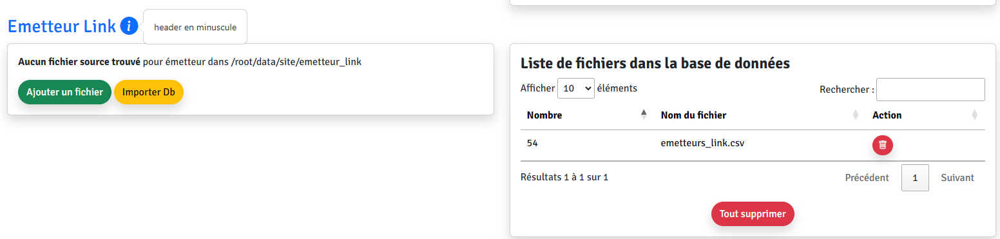 Emetteur Link i
header en minuscule
Aucun fichier source trouvé pour émetteur dans /root/data/site/emetteur_link
Ajouter un fichier Importer Db
Liste de fichiers dans la base de données
Afficher 10 éléments Rechercher :
Nombre Nom du fichier Action
54 emetteurs_link.csv
Résultats 1 à 1 sur 1 Précédent 1 Suivant
Tout supprimer